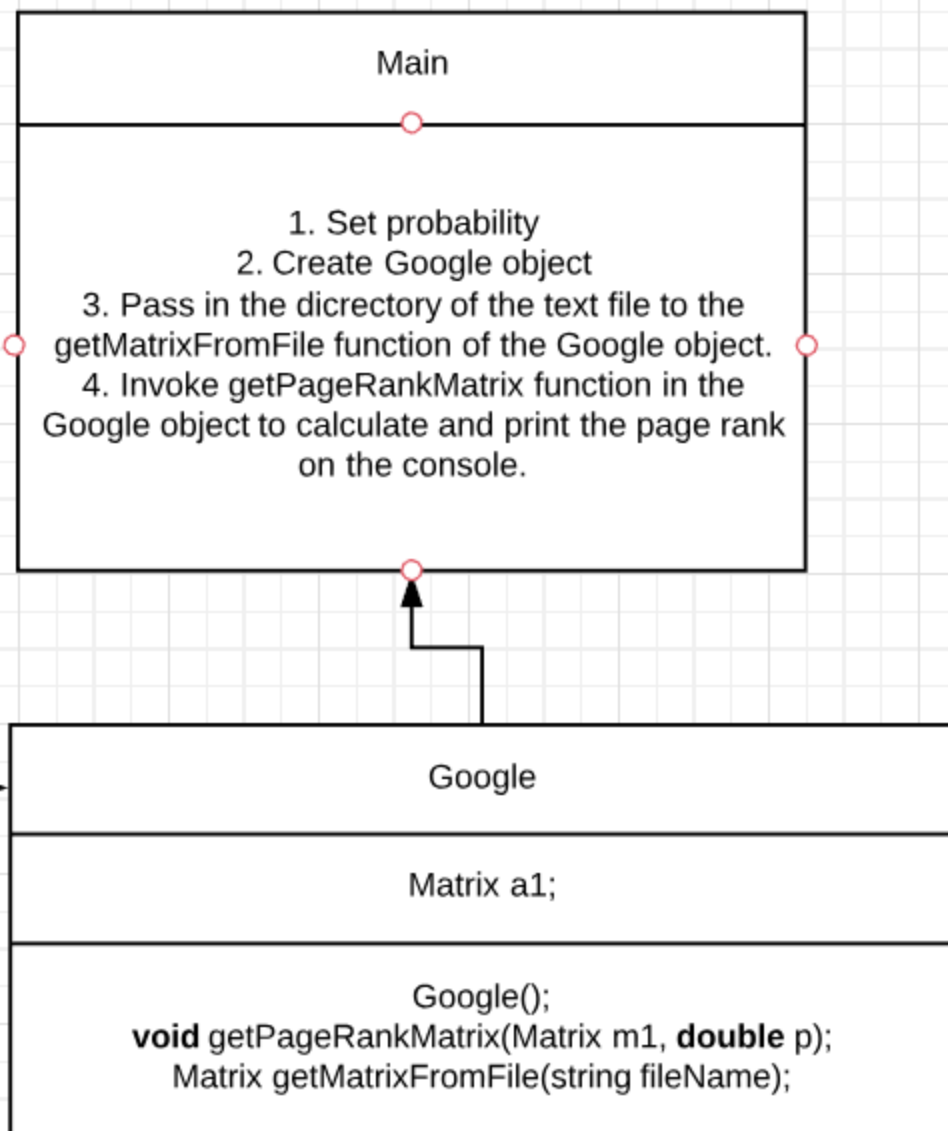 Main
1. Set probability
2. Create Google object
3. Pass in the dicrectory of the text file to the
getMatrixFromFile function of the Google object.
4. Invoke getPageRankMatrix function in the
Google object to calculate and print the page rank
on the console.
Google
Matrix a1;
Google();
void getPageRankMatrix(Matrix m1, double p);
Matrix getMatrixFromFile(string fileName);